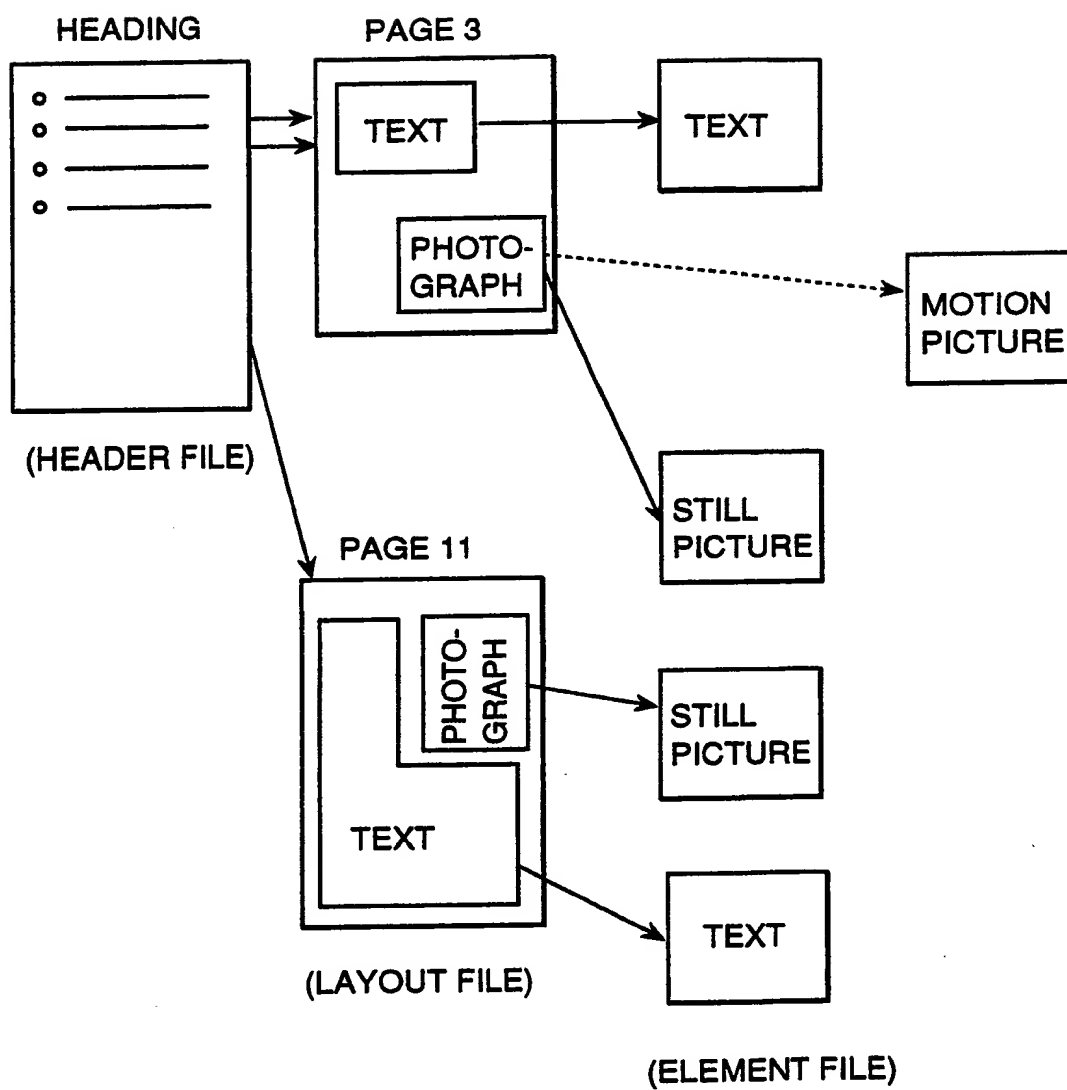 HEADING
PAGE 3
TEXT
TEXT
PHOTO-
GRAPH
MOTION
PICTURE
(HEADER FILE)
STILL
PICTURE
PAGE 11
PHOTO-
GRAPH
STILL
PICTURE
TEXT
TEXT
(LAYOUT FILE)
(ELEMENT FILE)